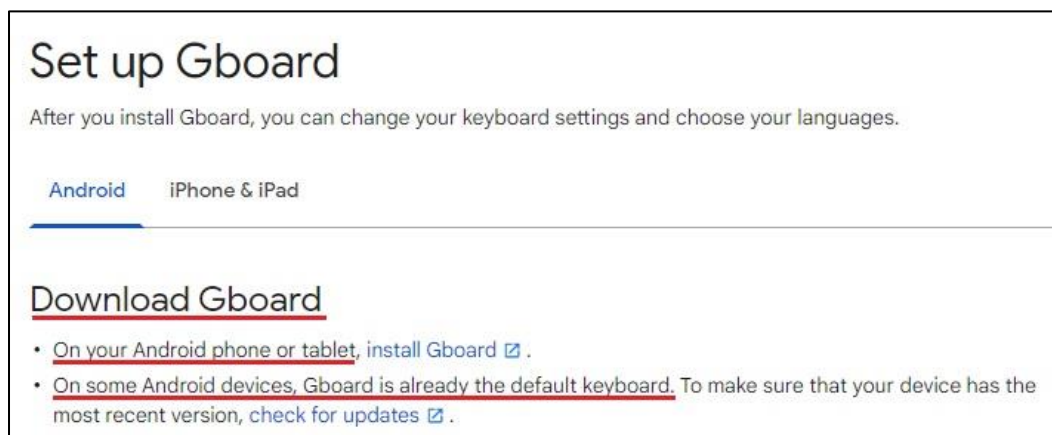 Set up Gboard
After you install Gboard, you can change your keyboard settings and choose your languages.
Android iPhone & iPad
Download Gboard
• On your Android phone or tablet, install Gboard .
• On some Android devices, Gboard is already the default keyboard. To make sure that your device has the
most recent version, check for updates .